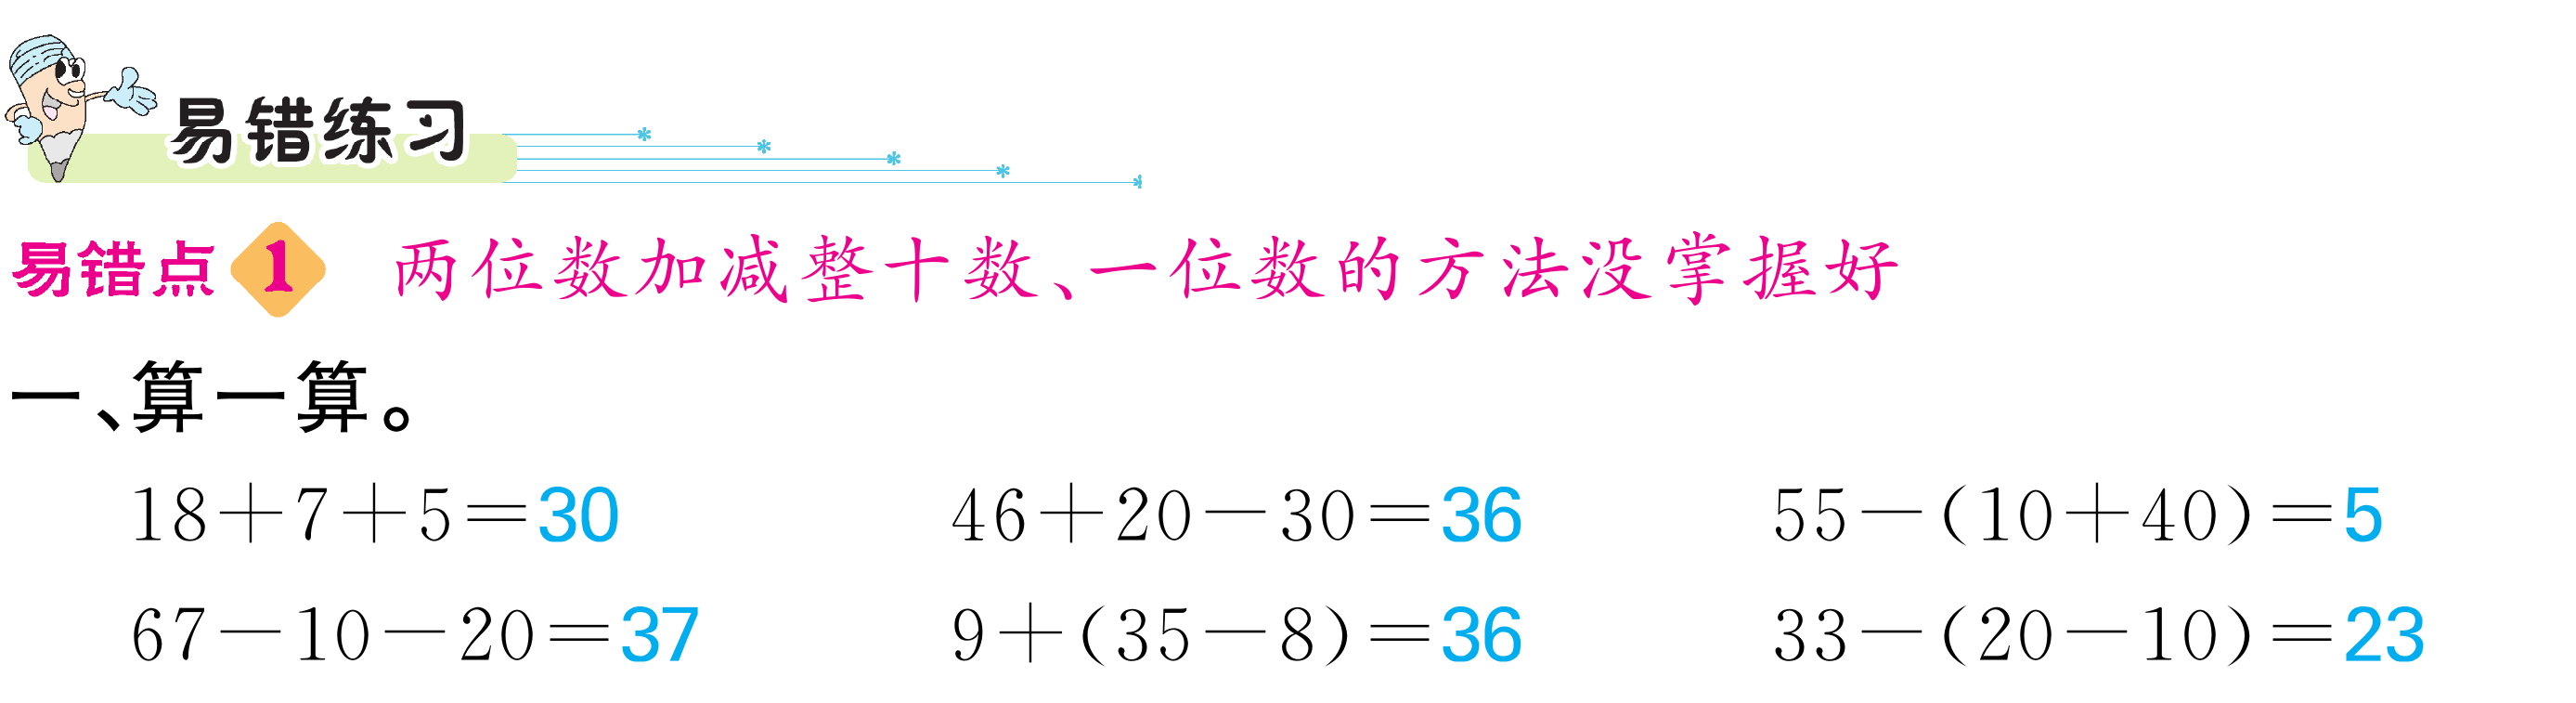 易错练习
易错点1 两位数加减整十数、一位数的方法没掌握好
一、算一算。
18+7+5=30 46+20-30=36 55-(10+40)=5
67-10-20=37 9+(35-8)=36 33-(20-10)=23